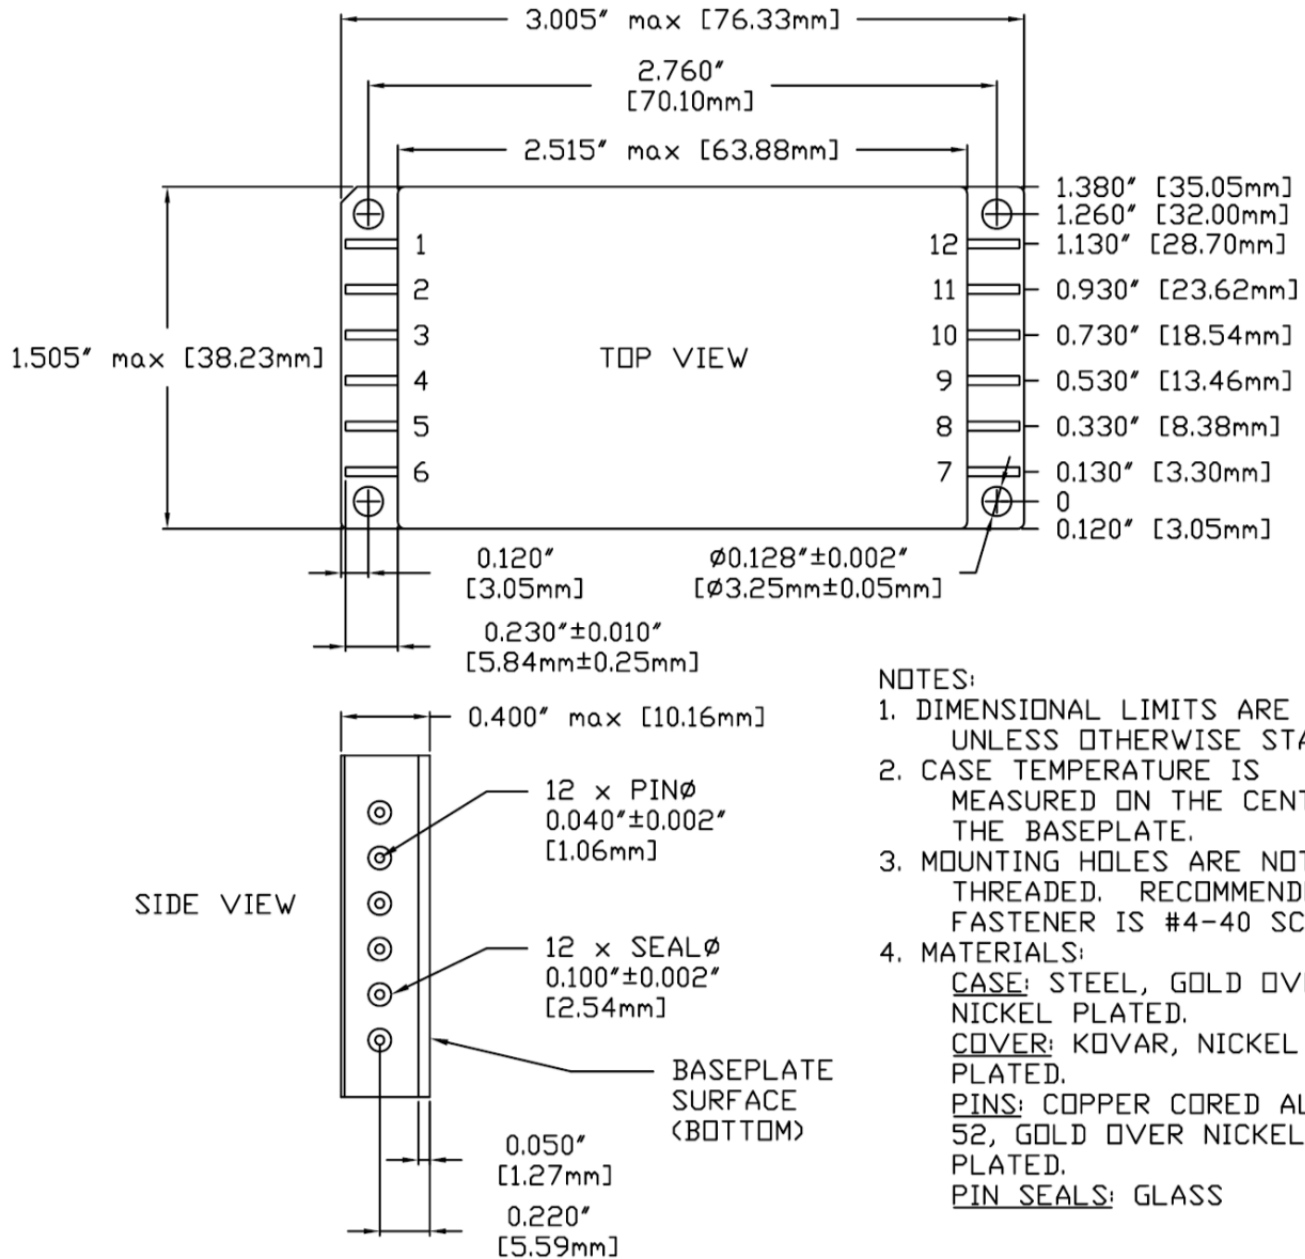 3.005" max [76.33mm]
2.760"
[70.10mm]
2.515" max [63.88mm]
1.380" [35.05mm]
1.260" [32.00mm]
1 12 1.130" [28.70mm]
2 11 0.930" [23.62mm]
3 10 0.730" [18.54mm]
1.505" max [38.23mm] TOP VIEW
4 9 0.530" [13.46mm]
5 8 0.330" [8.38mm]
6 7 0.130" [3.30mm]
0
0.120" [3.05mm]
0.120"
[3.05mm]
Ø0.128"±0.002"
[Ø3.25mm±0.05mm]
0.230"±0.010"
[5.84mm±0.25mm]
0.400" max [10.16mm]
12 x PINØ
0.040"±0.002"
[1.06mm]
SIDE VIEW
12 x SEALØ
0.100"±0.002"
[2.54mm]
BASEPLATE
SURFACE
(BOTTOM)
0.050"
[1.27mm]
0.220"
[5.59mm]
NOTES:
1. DIMENSIONAL LIMITS ARE
UNLESS OTHERWISE
2. CASE TEMPERATURE IS
MEASURED ON THE
THE BASEPLATE.
3. MOUNTING HOLES ARE NOT
THREADED.
FASTENER IS #4-40
4. MATERIALS:
CASE: STEEL, GOLD
NICKEL PLATED.
COVER: KOVAR, NICKEL
PLATED.
PINS: COPPER CORED
52, GOLD OVER NICKEL
PLATED.
PIN SEALS: GLASS